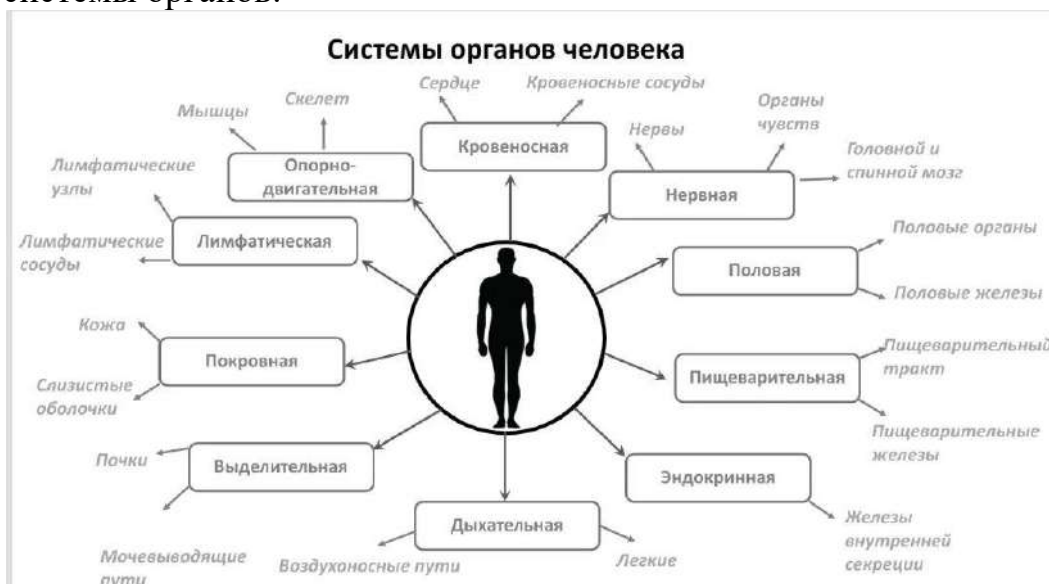 системы органов.
Системы органов человека
Сердце
Кровеносные сосуды
Скелет
Мышцы
Органы
чувств
Нервы
Кровеносная
Опорно-
двигательная
Головной и
спинной мозг
Лимфатические
узлы
Нервная
Лимфатическая
Лимфатические
сосуды
Половые органы
Половая
Половые железы
Кожа
Покровная
Слизистые
оболочки
Пищеварительный
тракт
Пищеварительная
Пищеварительные
железы
Почки
Выделительная
Эндокринная
Мочевыводящие
пути
Дыхательная
Воздухоносные пути
Легкие
Железы
внутренней
секреции